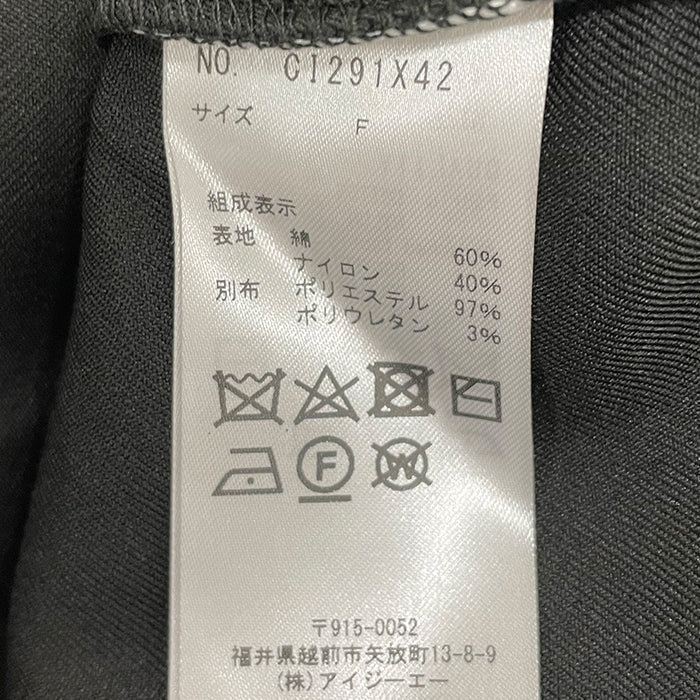 NO. CI291X42
サイズ F
組成表示
表地 綿 60%
ナイロン 40%
別布 ポリエステル 97%
ポリウレタン 3%
F W
〒915-0052
福井県越前市矢放町13-8-9
(株)アイジーエー